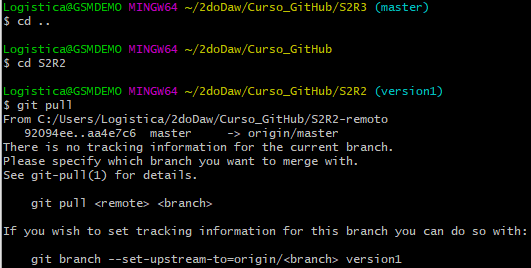 Logistica@GSMDEMO MINGW64 ~/2doDaw/Curso_GitHub/S2R3 (master)
$ cd ..
Logistica@GSMDEMO MINGW64 ~/2doDaw/Curso_GitHub
$ cd S2R2
Logistica@GSMDEMO MINGW64 ~/2doDaw/Curso_GitHub/S2R2 (version1)
$ git pull
From C:/Users/Logistica/2doDaw/Curso_GitHub/S2R2-remoto
   92094ee..aa4e7c6  master     -> origin/master
There is no tracking information for the current branch.
Please specify which branch you want to merge with.
See git-pull(1) for details.
    git pull <remote> <branch>
If you wish to set tracking information for this branch you can do so with:
    git branch --set-upstream-to=origin/<branch> version1